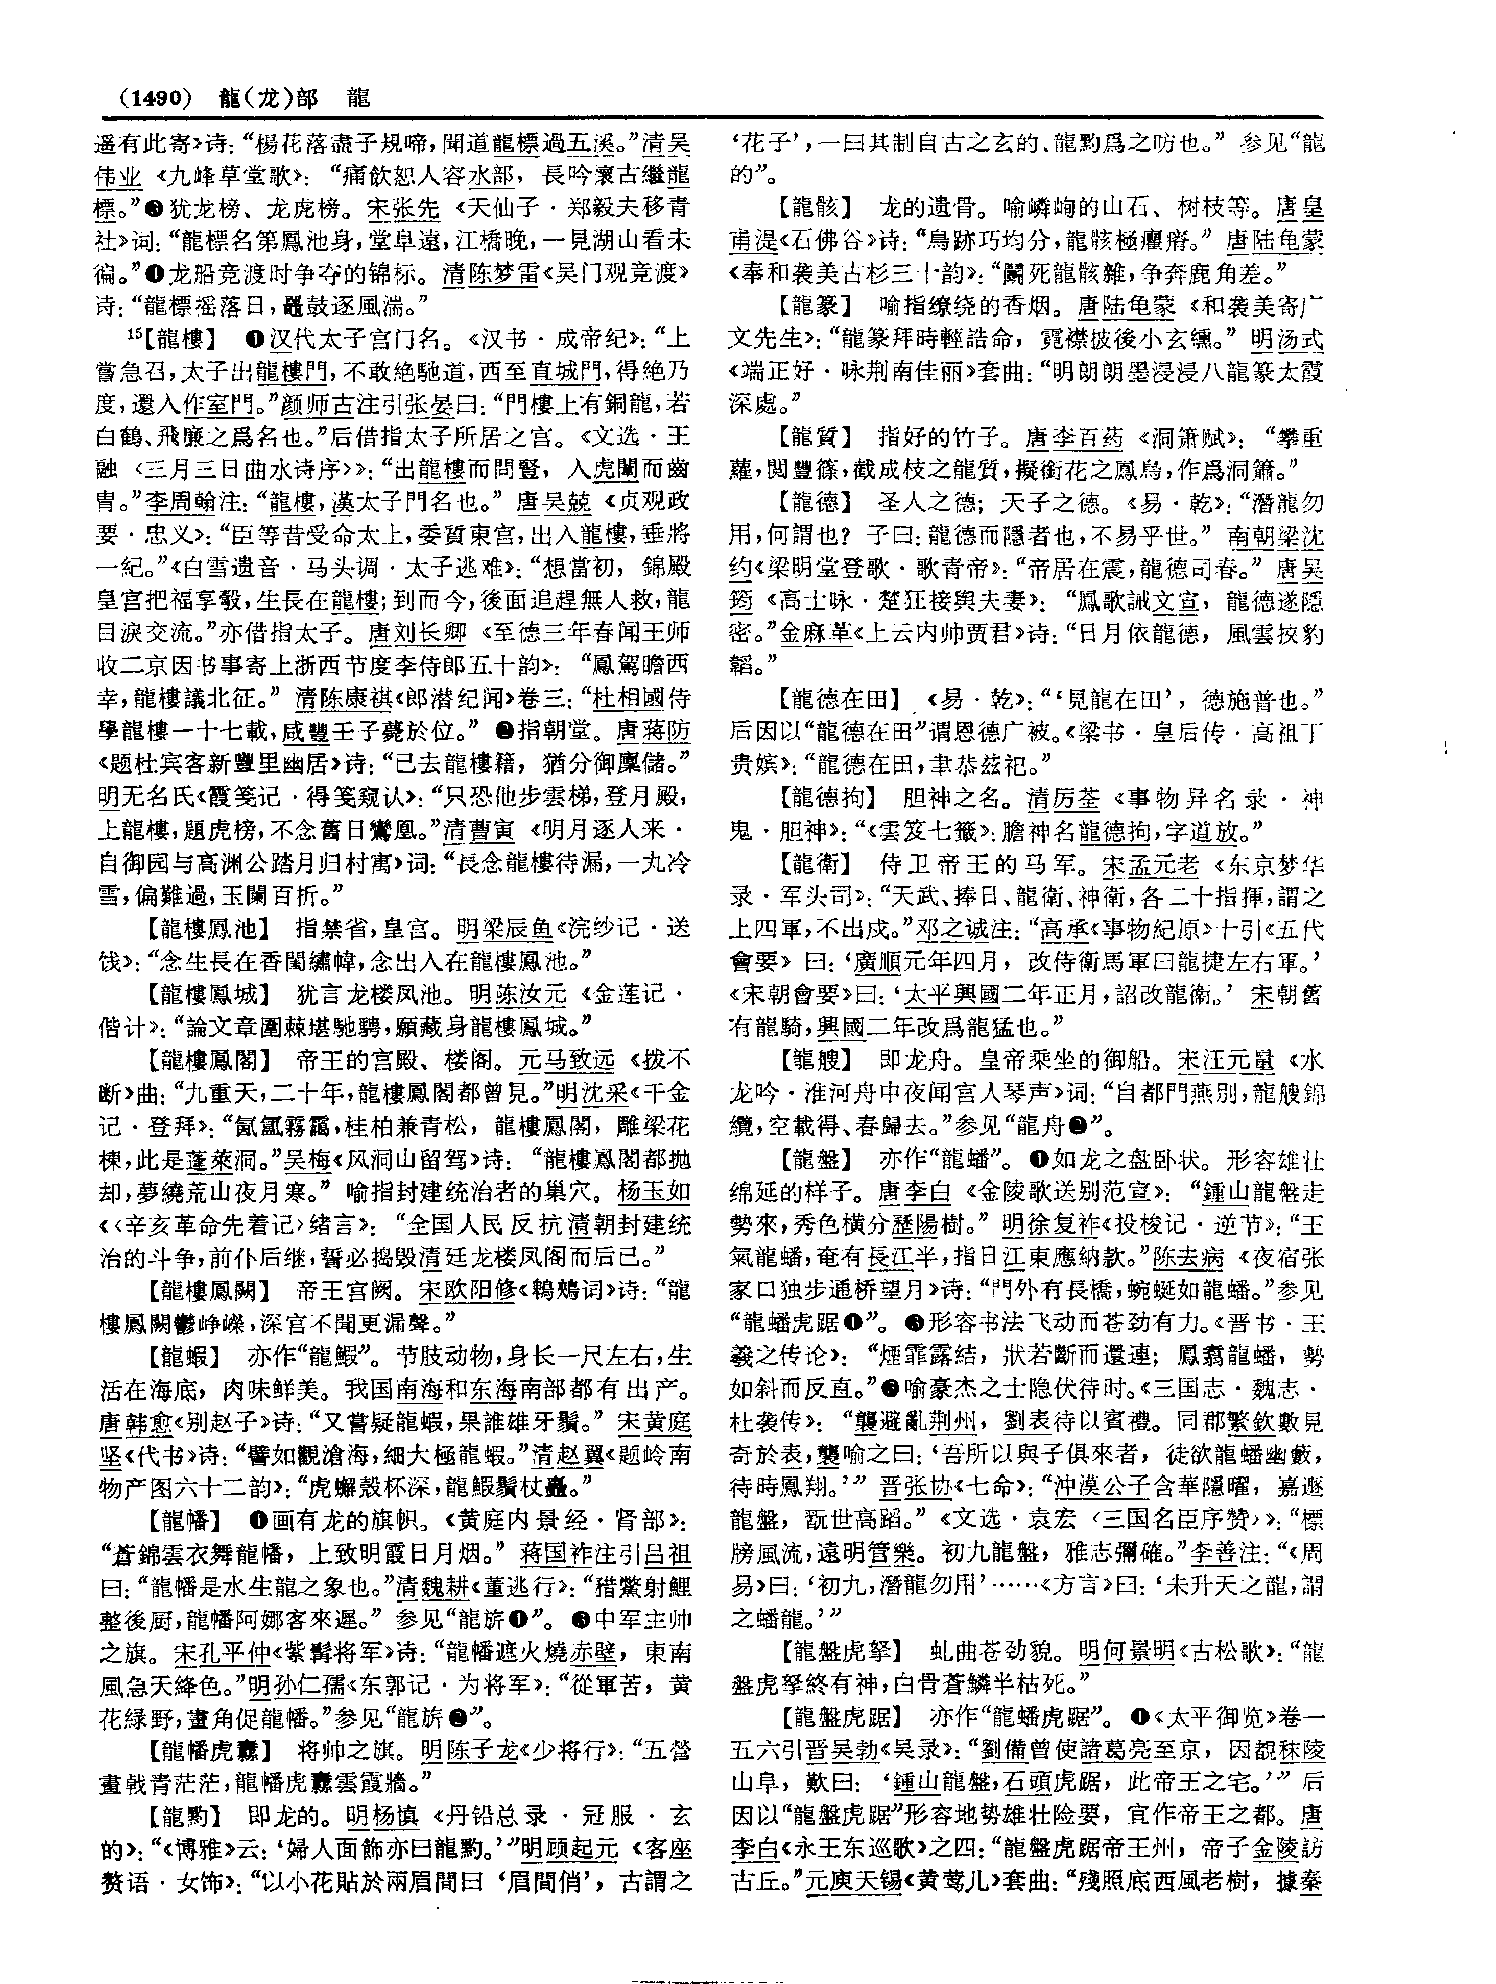 (1490) 龍(龙)部 龍
遥有此寄》诗：“楊花落盡子規啼，聞道龍標過五溪。”清吴
伟业《九峰草堂歌》：“痛飲恕人容水部，長吟懷古繼龍
標。”❸犹龙榜、龙虎榜。宋张先《天仙子·郑毅夫移青
社》词：“龍標名第鳳池身，堂阜遠，江橋晚，一見湖山看未
徧。”❹龙船竞渡时争夺的锦标。清陈梦雷《吴门观竞渡》
诗：“龍標摇落日，鼉鼓逐風湍。”
15【龍樓】 ❶汉代太子宫门名。《汉书·成帝纪》：“上
嘗急召，太子出龍樓門，不敢絶馳道，西至直城門，得絶乃
度，還入作室門。”颜师古注引张晏曰：“門樓上有銅龍，若
白鶴、飛廉之爲名也。”后借指太子所居之宫。《文选·王
融〈三月三日曲水诗序〉》：“出龍樓而問豎，入虎闈而齒
胄。”李周翰注：“龍樓，漢太子門名也。”唐吴兢《贞观政
要·忠义》：“臣等昔受命太上，委質東宫，出入龍樓，垂將
一紀。”《白雪遗音·马头调·太子逃难》：“想當初，錦殿
皇宫把福享彀，生長在龍樓；到而今，後面追趕無人救，龍
目淚交流。”亦借指太子。唐刘长卿《至德三年春闻王师
收二京因书事寄上浙西节度李侍郎五十韵》：“鳳駕瞻西
幸，龍樓議北征。”清陈康祺《郎潜纪闻》卷三：“杜相國侍
學龍樓一十七載，咸豐壬子薨於位。”❷指朝堂。唐蒋防
《题杜宾客新豐里幽居》诗：“已去龍樓籍，猶分御廩儲。”
明无名氏《霞笺记·得笺窥认》：“只恐他步雲梯，登月殿，
上龍樓，題虎榜，不念舊日鸞凰。”清曹寅《明月逐人来·
自御园与高渊公踏月归村寓》词：“長念龍樓待漏，一丸冷
雪，偏難過，玉闌百折。”
【龍樓鳳池】 指禁省，皇宫。明梁辰鱼《浣纱记·送
饯》：“念生長在香閨繡幃，念出入在龍樓鳳池。”
【龍樓鳳城】 犹言龙楼凤池。明陈汝元《金莲记·
偕计》：“論文章圍棘堪馳騁，願藏身龍樓鳳城。”
【龍樓鳳閣】 帝王的宫殿、楼阁。元马致远《拨不
断》曲：“九重天，二十年，龍樓鳳閣都曾見。”明沈采《千金
记·登拜》：“氤氲霧靄，桂柏兼青松，龍樓鳳閣，雕梁花
棟，此是蓬萊洞。”吴梅《风洞山留驾》诗：“龍樓鳳閣都抛
却，夢繞荒山夜月寒。”喻指封建统治者的巢穴。杨玉如
《〈辛亥革命先着记〉绪言》：“全国人民反抗清朝封建统
治的斗争，前仆后继，誓必捣毁清廷龙楼凤阁而后已。”
【龍樓鳳闕】 帝王宫阙。宋欧阳修《鹎鵊词》诗：“龍
樓鳳闕鬱峥嶸，深宫不聞更漏聲。”
【龍蝦】 亦作“龍鰕”。节肢动物，身长一尺左右，生
活在海底，肉味鲜美。我国南海和东海南部都有出产。
唐韩愈《别赵子》诗：“又嘗疑龍蝦，果誰雄牙鬚。”宋黄庭
坚《代书》诗：“譬如觀滄海，細大極龍蝦。”清赵翼《题岭南
物产图六十二韵》：“虎蠏殼杯深，龍鰕鬚杖矗。”
【龍幡】 ❶画有龙的旗帜。《黄庭内景经·肾部》：
“蒼錦雲衣舞龍幡，上致明霞日月烟。”蒋国祚注引吕祖
曰：“龍幡是水生龍之象也。”清魏耕《董逃行》：“猎鱉射鯉
整後厨，龍幡阿娜客來遲。”参见“龍旂❶”。❷中军主帅
之旗。宋孔平仲《紫髯将军》诗：“龍幡遮火燒赤壁，東南
風急天絳色。”明孙仁孺《东郭记·为将军》：“從軍苦，黄
花緑野，畫角促龍幡。”参见“龍旂❷”。
【龍幡虎纛】 将帅之旗。明陈子龙《少将行》：“五營
畫戟青茫茫，龍幡虎纛雲霞牆。”
【龍黓】 即龙的。明杨慎《丹铅总录·冠服·玄
的》：“《博雅》云：‘婦人面飾亦曰龍黓。’”明顾起元《客座
赘语·女饰》：“以小花貼於兩眉間曰‘眉間俏’，古謂之
‘花子’，一曰其制自古之玄的、龍黓爲之昉也。”参见“龍
的”。
【龍骸】 龙的遗骨。喻嶙峋的山石、树枝等。唐皇
甫湜《石佛谷》诗：“鳥跡巧均分，龍骸極癯瘠。”唐陆龟蒙
《奉和袭美古杉三十韵》：“鬬死龍骸雜，争奔鹿角差。”
【龍篆】 喻指缭绕的香烟。唐陆龟蒙《和袭美寄广
文先生》：“龍篆拜時輕誥命，霓襟披後小玄纁。”明汤式
《端正好·咏荆南佳丽》套曲：“明朗朗墨浸浸八龍篆太霞
深處。”
【龍質】 指好的竹子。唐李百药《洞箫赋》：“攀重
蘿，閲豐篠，截成枝之龍質，擬銜花之鳳鳥，作爲洞簫。”
【龍德】 圣人之德；天子之德。《易·乾》：“潛龍勿
用，何謂也？子曰：龍德而隱者也，不易乎世。”南朝梁沈
约《梁明堂登歌·歌青帝》：“帝居在震，龍德司春。”唐吴
筠《高士咏·楚狂接舆夫妻》：“鳳歌誡文宣，龍德遂隱
密。”金麻革《上云内帅贾君》诗：“日月依龍德，風雲拔豹
韜。”
【龍德在田】 《易·乾》：“‘見龍在田’，德施普也。”
后因以“龍德在田”谓恩德广被。《梁书·皇后传·高祖丁
贵嫔》：“龍德在田，聿恭兹祀。”
【龍德拘】 胆神之名。清厉荃《事物异名录·神
鬼·胆神》：“《雲笈七籤》：膽神名龍德拘，字道放。”
【龍衛】 侍卫帝王的马军。宋孟元老《东京梦华
录·军头司》：“天武、捧日、龍衛、神衛，各二十指揮，謂之
上四軍，不出戍。”邓之诚注：“高承《事物紀原》十引《五代
會要》曰：‘廣順元年四月，改侍衛馬軍曰龍捷左右軍。’
《宋朝會要》曰：‘太平興國二年正月，詔改龍衛。’宋朝舊
有龍騎，興國二年改爲龍猛也。”
【龍艘】 即龙舟。皇帝乘坐的御船。宋汪元量《水
龙吟·淮河舟中夜闻宫人琴声》词：“自都門燕别，龍艘錦
纜，空載得、春歸去。”参见“龍舟❷”。
【龍盤】 亦作“龍蟠”。❶如龙之盘卧状。形容雄壮
绵延的样子。唐李白《金陵歌送别范宣》：“鍾山龍盤走
勢來，秀色横分歷陽樹。”明徐复祚《投梭记·逆节》：“王
氣龍蟠，奄有長江半，指日江東應納款。”陈去病《夜宿张
家口独步通桥望月》诗：“門外有長橋，蜿蜒如龍蟠。”参见
“龍蟠虎踞❶”。❷形容书法飞动而苍劲有力。《晋书·王
羲之传论》：“煙霏露結，狀若斷而還連；鳳翥龍蟠，勢
如斜而反直。”❸喻豪杰之士隐伏待时。《三国志·魏志·
杜袭传》：“襲避亂荆州，劉表待以賓禮。同郡繁欽數見
奇於表，襲喻之曰：‘吾所以與子俱來者，徒欲龍蟠幽藪，
待時鳳翔。’”晋张协《七命》：“沖漠公子含華隱曜，嘉遯
龍盤，翫世高蹈。”《文选·袁宏〈三国名臣序赞〉》：“標
牓風流，遠明管樂。初九龍盤，雅志彌確。”李善注：“《周
易》曰：‘初九，潛龍勿用’……《方言》曰：‘未升天之龍，謂
之蟠龍。’”
【龍盤虎拏】 虬曲苍劲貌。明何景明《古松歌》：“龍
盤虎拏終有神，白骨蒼鱗半枯死。”
【龍盤虎踞】 亦作“龍蟠虎踞”。❶《太平御览》卷一
五六引晋吴勃《吴录》：“劉備曾使諸葛亮至京，因覩秣陵
山阜，歎曰：‘鍾山龍盤，石頭虎踞，此帝王之宅。’”后
因以“龍盤虎踞”形容地势雄壮险要，宜作帝王之都。唐
李白《永王东巡歌》之四：“龍盤虎踞帝王州，帝子金陵訪
古丘。”元庾天锡《黄莺儿》套曲：“殘照底西風老樹，據秦